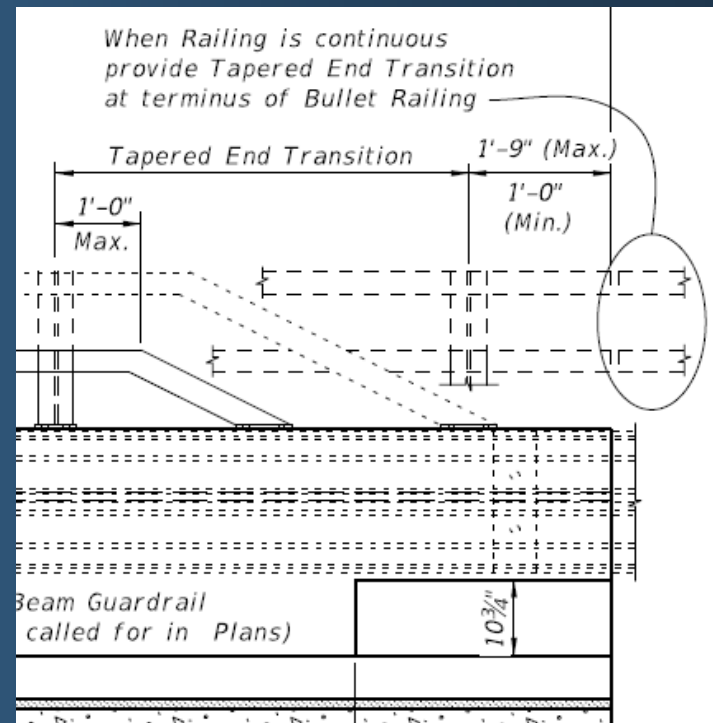 When Railing is continuous
provide Tapered End Transition
at terminus of Bullet Railing
Tapered End Transition
1'-9" (Max.)
1'-0"
(Min.)
1'-0"
Max.
Beam Guardrail
called for in Plans)
10¾"